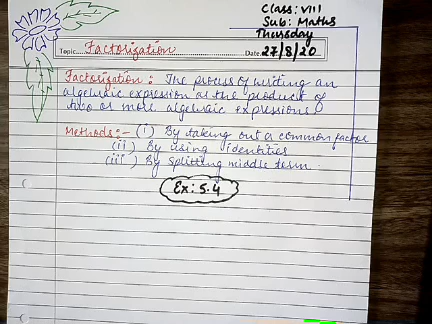 Class: VIII
Sub: Maths
Thursday
Topic Factorization Date 27/8/20
Factorization : The process of writing an
algebraic expression as the product of
two or more algebraic expressions.
Methods:- (i) By taking out a common factor
(ii) By using identities
(iii) By splitting middle term.
Ex: 5.4